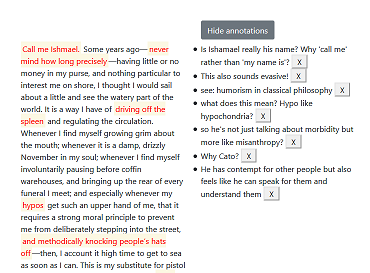 Call me Ishmael. Some years ago—never
mind how long precisely—having little or no
money in my purse, and nothing particular to
interest me on shore, I thought I would sail
about a little and see the watery part of the
world. It is a way I have of driving off the
spleen and regulating the circulation.
Whenever I find myself growing grim about
the mouth; whenever it is a damp, drizzly
November in my soul; whenever I find myself
involuntarily pausing before coffin
warehouses, and bringing up the rear of every
funeral I meet; and especially whenever my
hypos get such an upper hand of me, that it
requires a strong moral principle to prevent
me from deliberately stepping into the street,
and methodically knocking people's hats
off—then, I account it high time to get to sea
as soon as I can. This is my substitute for pistol
Hide annotations
Is Ishamael really his name? Why 'call me'
rather than 'my name is'? X
This also sounds evasive! X
see: humorism in classical philosophy X
what does this mean? Hypo like
hypochondria? X
so he's not just talking about morbidity but
more like misanthropy? X
Why Cato? X
He has contempt for other people but also
feels like he can speak for them and
understand them X